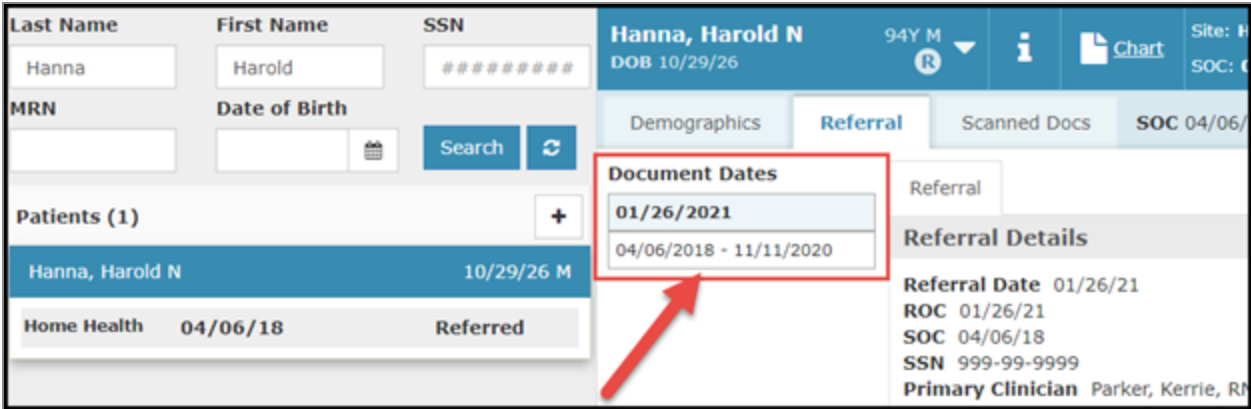 Last Name First Name SSN
Hanna Harold #########
MRN Date of Birth
Search
Patients (1) +
Hanna, Harold N 10/29/26 M
Home Health 04/06/18 Referred
Hanna, Harold N 94Y M
DOB 10/29/26 R
i Chart
Site:
SOC:
Demographics Referral Scanned Docs SOC 04/06/
Document Dates
01/26/2021
04/06/2018 - 11/11/2020
Referral
Referral Details
Referral Date 01/26/21
ROC 01/26/21
SOC 04/06/18
SSN 999-99-9999
Primary Clinician Parker, Kerrie, RN